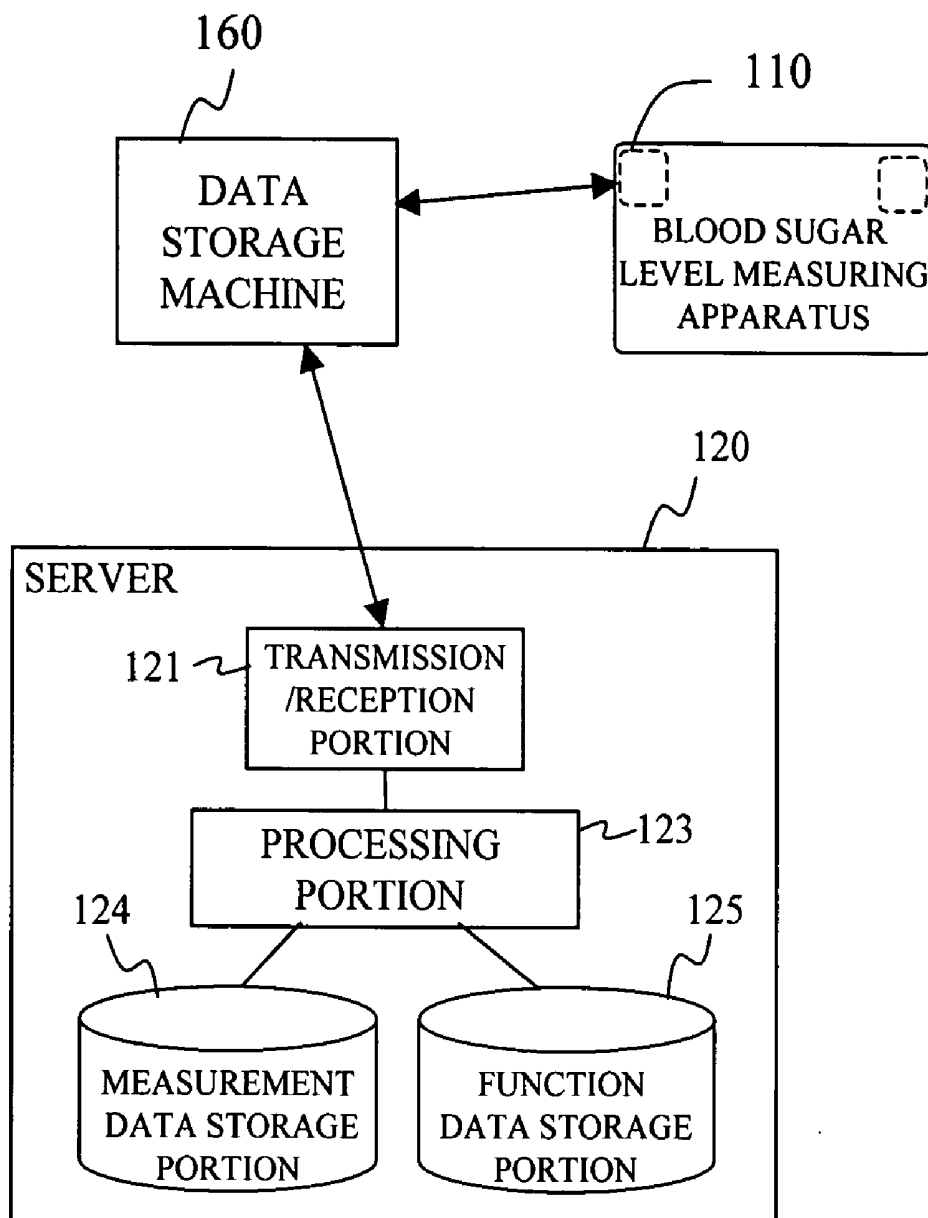 160
110
DATA
STORAGE
MACHINE
BLOOD SUGAR
LEVEL MEASURING
APPARATUS
120
SERVER
121
TRANSMISSION
/RECEPTION
PORTION
PROCESSING
PORTION
123
124
125
MEASUREMENT
DATA STORAGE
PORTION
FUNCTION
DATA STORAGE
PORTION